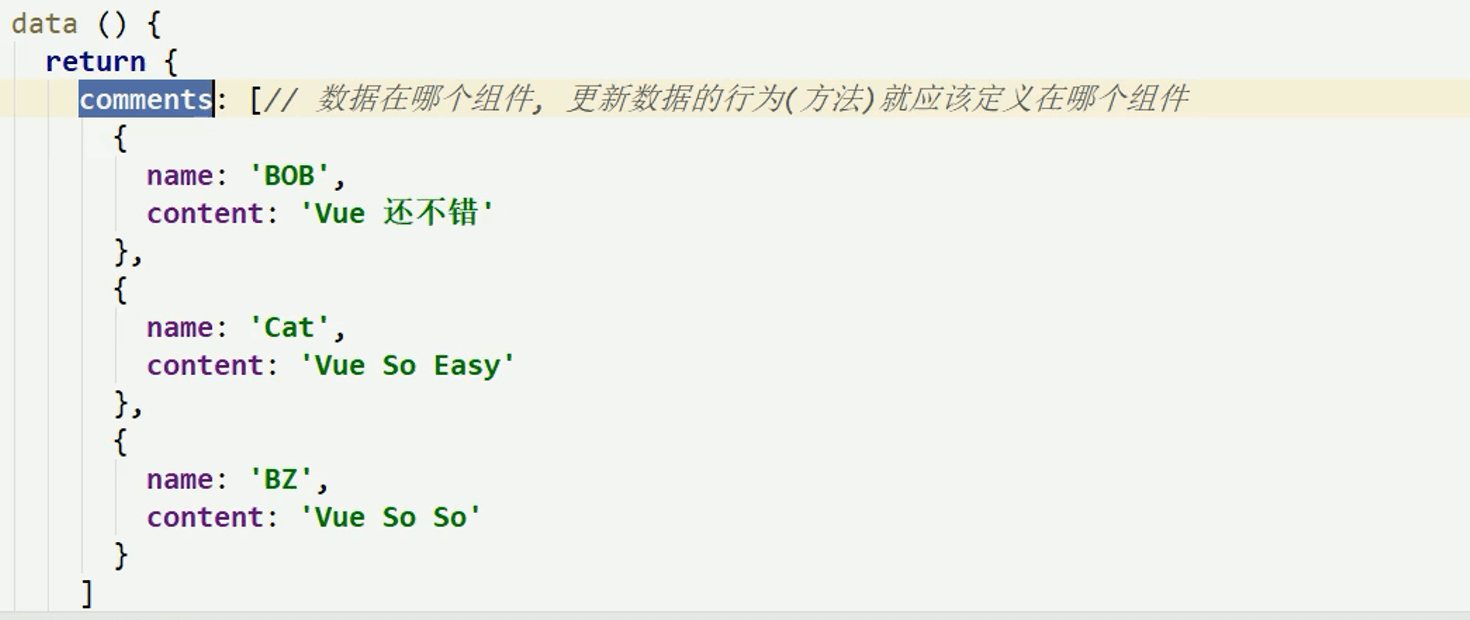 data () {
return {
comments: [// 数据在哪个组件, 更新数据的行为(方法)就应该定义在哪个组件
{
name: 'BOB',
content: 'Vue 还不错'
},
{
name: 'Cat',
content: 'Vue So Easy'
},
{
name: 'BZ',
content: 'Vue So So'
}
]